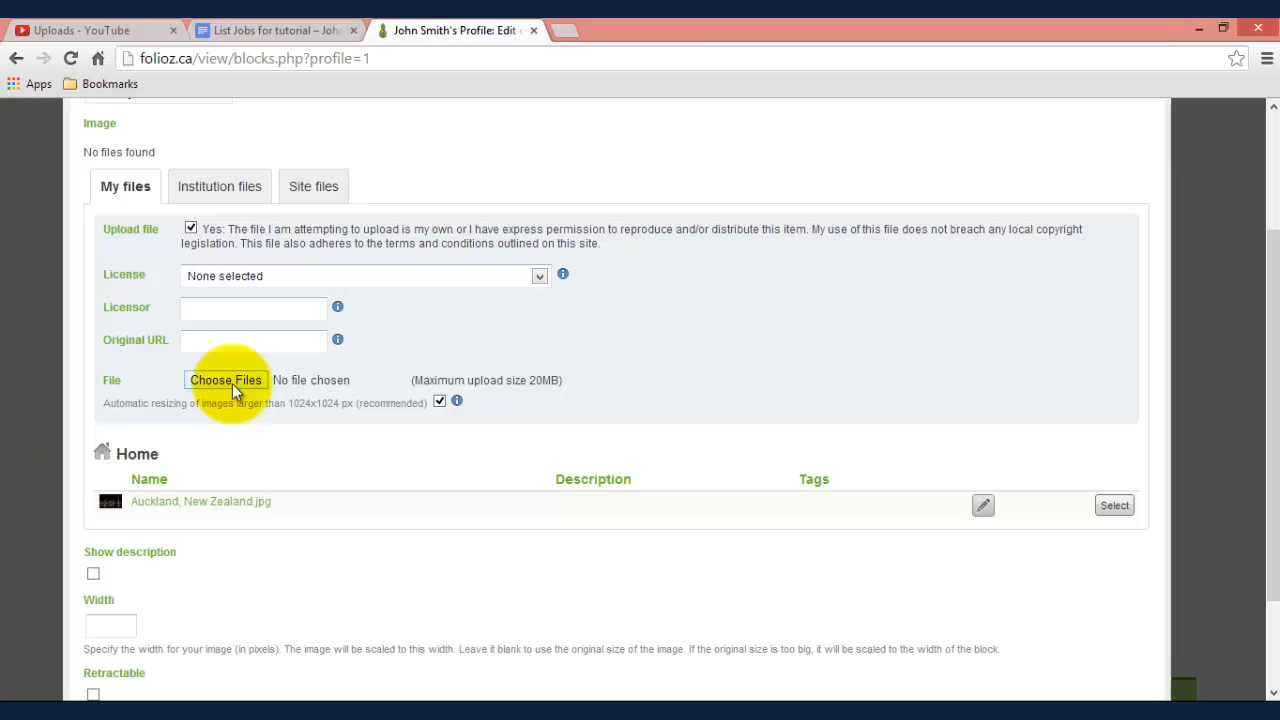 Uploads - YouTube
List Jobs for tutorial – Joh
John Smith's Profile: Edit
folioz.ca/view/blocks.php?profile=1
Apps
Bookmarks
Image
No files found
My files
Institution files
Site files
Upload file
Yes: The file I am attempting to upload is my own or I have express permission to reproduce and/or distribute this item. My use of this file does not breach any local copyright
legislation. This file also adheres to the terms and conditions outlined on this site.
License
None selected
Licensor
Original URL
File
Choose Files
No file chosen
(Maximum upload size 20MB)
Automatic resizing of images larger than 1024x1024 px (recommended)
Home
Name
Description
Tags
Auckland, New Zealand.jpg
Select
Show description
Width
Specify the width for your image (in pixels). The image will be scaled to this width. Leave it blank to use the original size of the image. If the original size is too big, it will be scaled to the width of the block.
Retractable